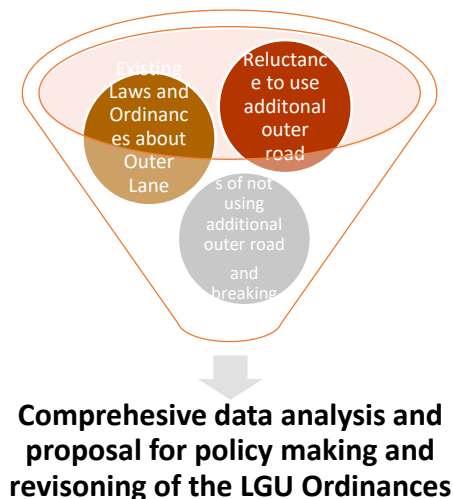 Existing
Laws and
Ordinanc
es about
Outer
Lane
Reluctanc
e to use
additonal
outer
road
s of not
using
additional
outer road
and
breaking
Comprehesive data analysis and
proposal for policy making and
revisoning of the LGU Ordinances